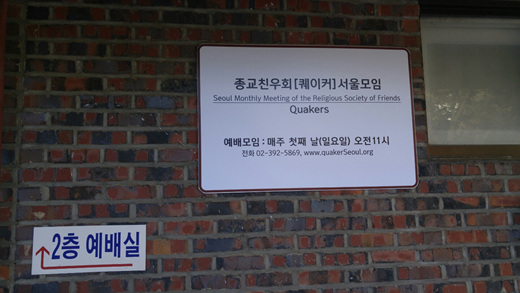 종교친우회[퀘이커]서울모임
Seoul Monthly Meeting of the Religious Society of Friends
Quakers
예배모임 : 매주 첫째 날(일요일) 오전11시
전화 02-392-5869, www.quakerSeoul.org
2층 예배실